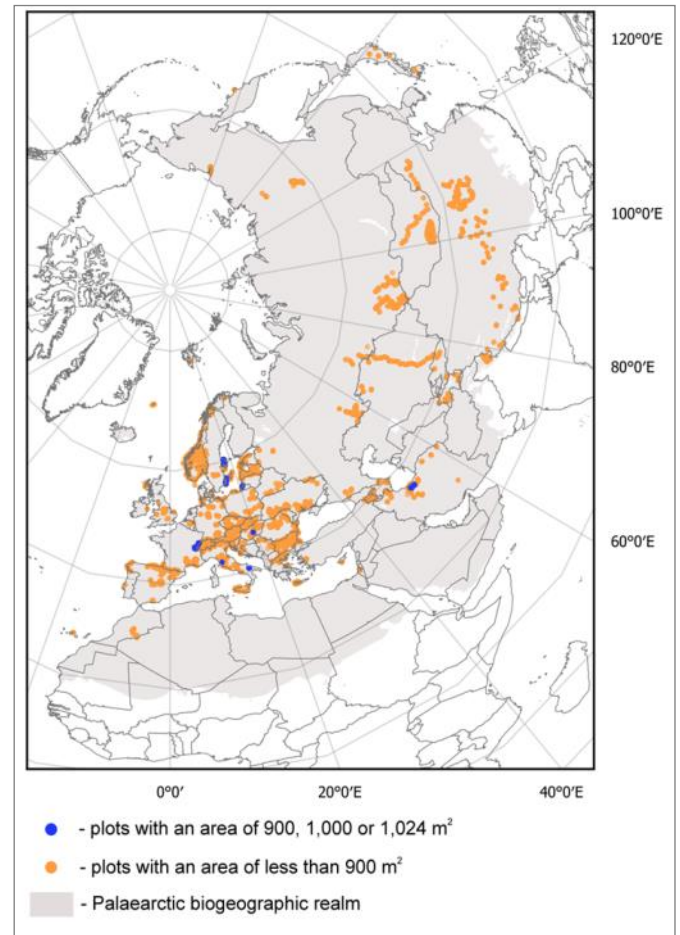 120°0'E
100°0'E
80°0'E
60°0'E
0°0' 20°0'E 40°0'E
- plots with an area of 900, 1,000 or 1,024 m²
- plots with an area of less than 900 m²
- Palaearctic biogeographic realm